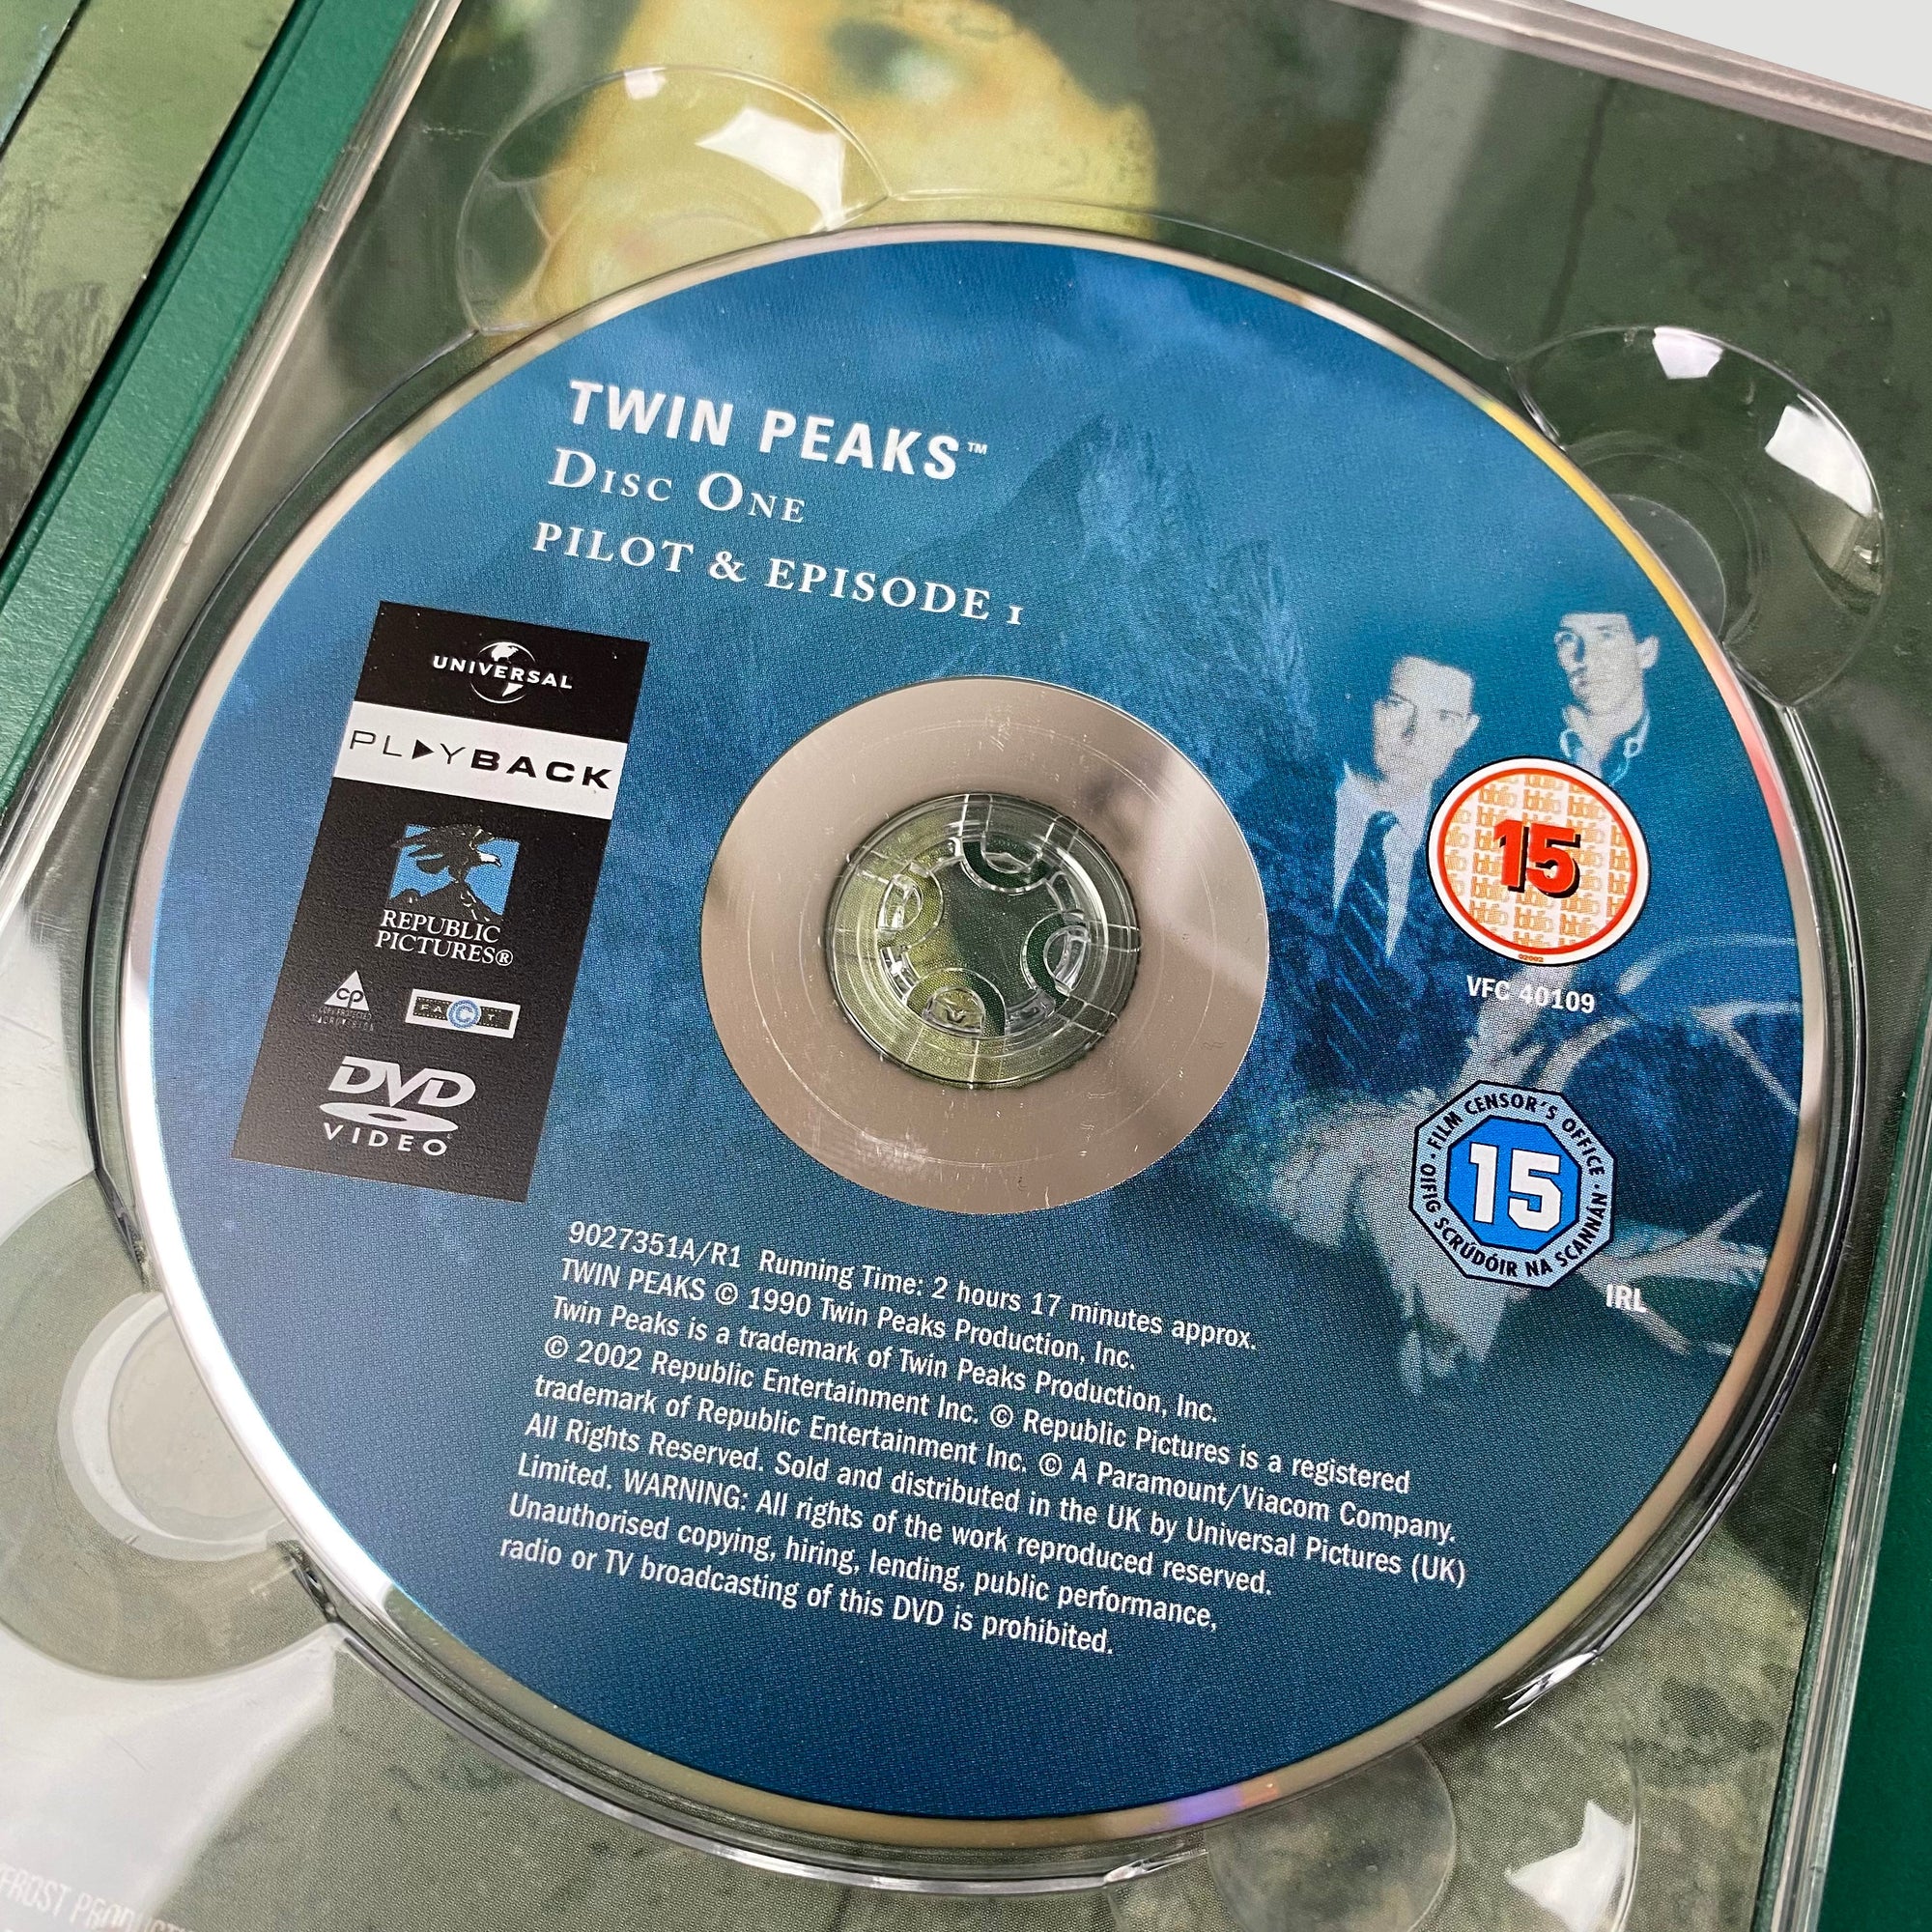 TWIN PEAKS™
DISC ONE
PILOT & EPISODE 1
UNIVERSAL
PLAYBACK
REPUBLIC
PICTURES®
CP
FACT
DVD
VIDEO
15
VFC 40109
· FILM CENSOR'S OFFICE · OIFIG SCRÚDÓIR NA SCANNÁN
15
IRL
9027351A/R1 Running Time: 2 hours 17 minutes approx.
TWIN PEAKS © 1990 Twin Peaks Production, Inc.
Twin Peaks is a trademark of Twin Peaks Production, Inc.
© 2002 Republic Entertainment Inc. © Republic Pictures is a registered
trademark of Republic Entertainment Inc. © A Paramount/Viacom Company.
All Rights Reserved. Sold and distributed in the UK by Universal Pictures (UK)
Limited. WARNING: All rights of the work reproduced reserved.
Unauthorised copying, hiring, lending, public performance,
radio or TV broadcasting of this DVD is prohibited.